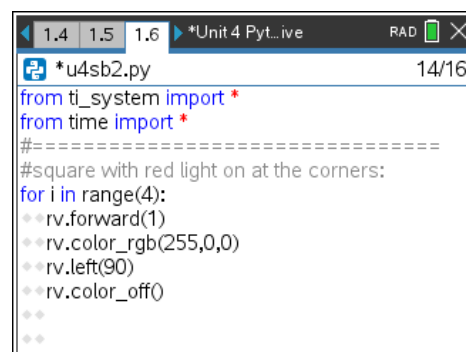 1.4 1.5 1.6 *Unit 4 Pyt...ive RAD
*u4sb2.py 14/16
from ti_system import *
from time import *
#=================================
#square with red light on at the corners:
for i in range(4):
◆◆rv.forward(1)
◆◆rv.color_rgb(255,0,0)
◆◆rv.left(90)
◆◆rv.color_off()
◆◆
◆◆